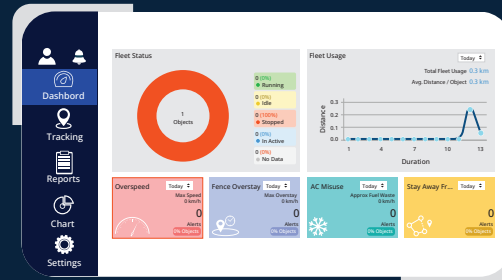 Dashbord
Tracking
Reports
Chart
Settings
Fleet Status
1
Objects
0 (0%)
Running
0 (0%)
Idle
0 (100%)
Stopped
0 (0%)
In Active
0 (0%)
No Data
Fleet Usage
Today
Total Fleet Usage 0.3 km
Avg. Distance / Object 0.3 km
Distance
0.3
0.2
0.1
0.0
1 4 7 10 13
Duration
Overspeed Today
Max Speed
0 km/h
0
Alerts
0% Objects
Fence Overstay Today
Max Overstay
0 km/h
0
Alerts
0% Objects
AC Misuse Today
Approx Fuel Waste
0 km/h
0
Alerts
0% Objects
Stay Away Fr... Today
0
Alerts
0% Objects